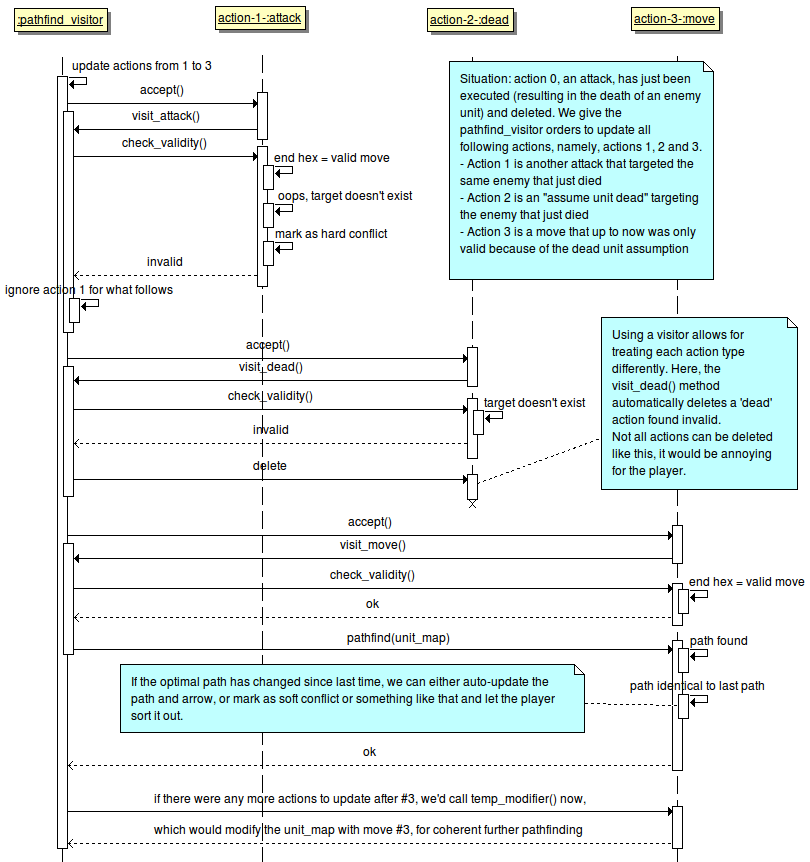 :pathfind_visitor
action-1-:attack
action-2-:dead
action-3-:move
update actions from 1 to 3
accept()
visit_attack()
check_validity()
end hex = valid move
oops, target doesn't exist
mark as hard conflict
invalid
ignore action 1 for what follows
Situation: action 0, an attack, has just been
executed (resulting in the death of an enemy
unit) and deleted. We give the
pathfind_visitor orders to update all
following actions, namely, actions 1, 2 and 3.
- Action 1 is another attack that targeted the
same enemy that just died
- Action 2 is an "assume unit dead" targeting
the enemy that just died
- Action 3 is a move that up to now was only
valid because of the dead unit assumption
accept()
visit_dead()
check_validity()
target doesn't exist
invalid
delete
Using a visitor allows for
treating each action type
differently. Here, the
visit_dead() method
automatically deletes a 'dead'
action found invalid.
Not all actions can be deleted
like this, it would be annoying
for the player.
accept()
visit_move()
check_validity()
end hex = valid move
ok
pathfind(unit_map)
path found
path identical to last path
If the optimal path has changed since last time, we can either auto-update the
path and arrow, or mark as soft conflict or something like that and let the player
sort it out.
ok
if there were any more actions to update after #3, we'd call temp_modifier() now,
which would modify the unit_map with move #3, for coherent further pathfinding